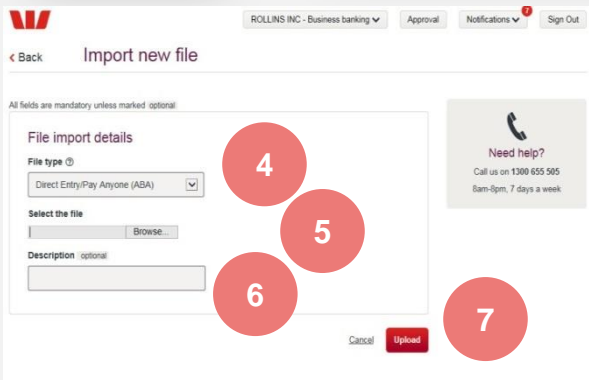 ROLLINS INC - Business banking
Approval
Notifications
7
Sign Out
Back
Import new file
All fields are mandatory unless marked optional
File import details
File type ?
Direct Entry/Pay Anyone (ABA)
4
Select the file
Browse...
5
Description optional
6
Need help?
Call us on 1300 655 505
8am-8pm, 7 days a week
Cancel
Upload
7